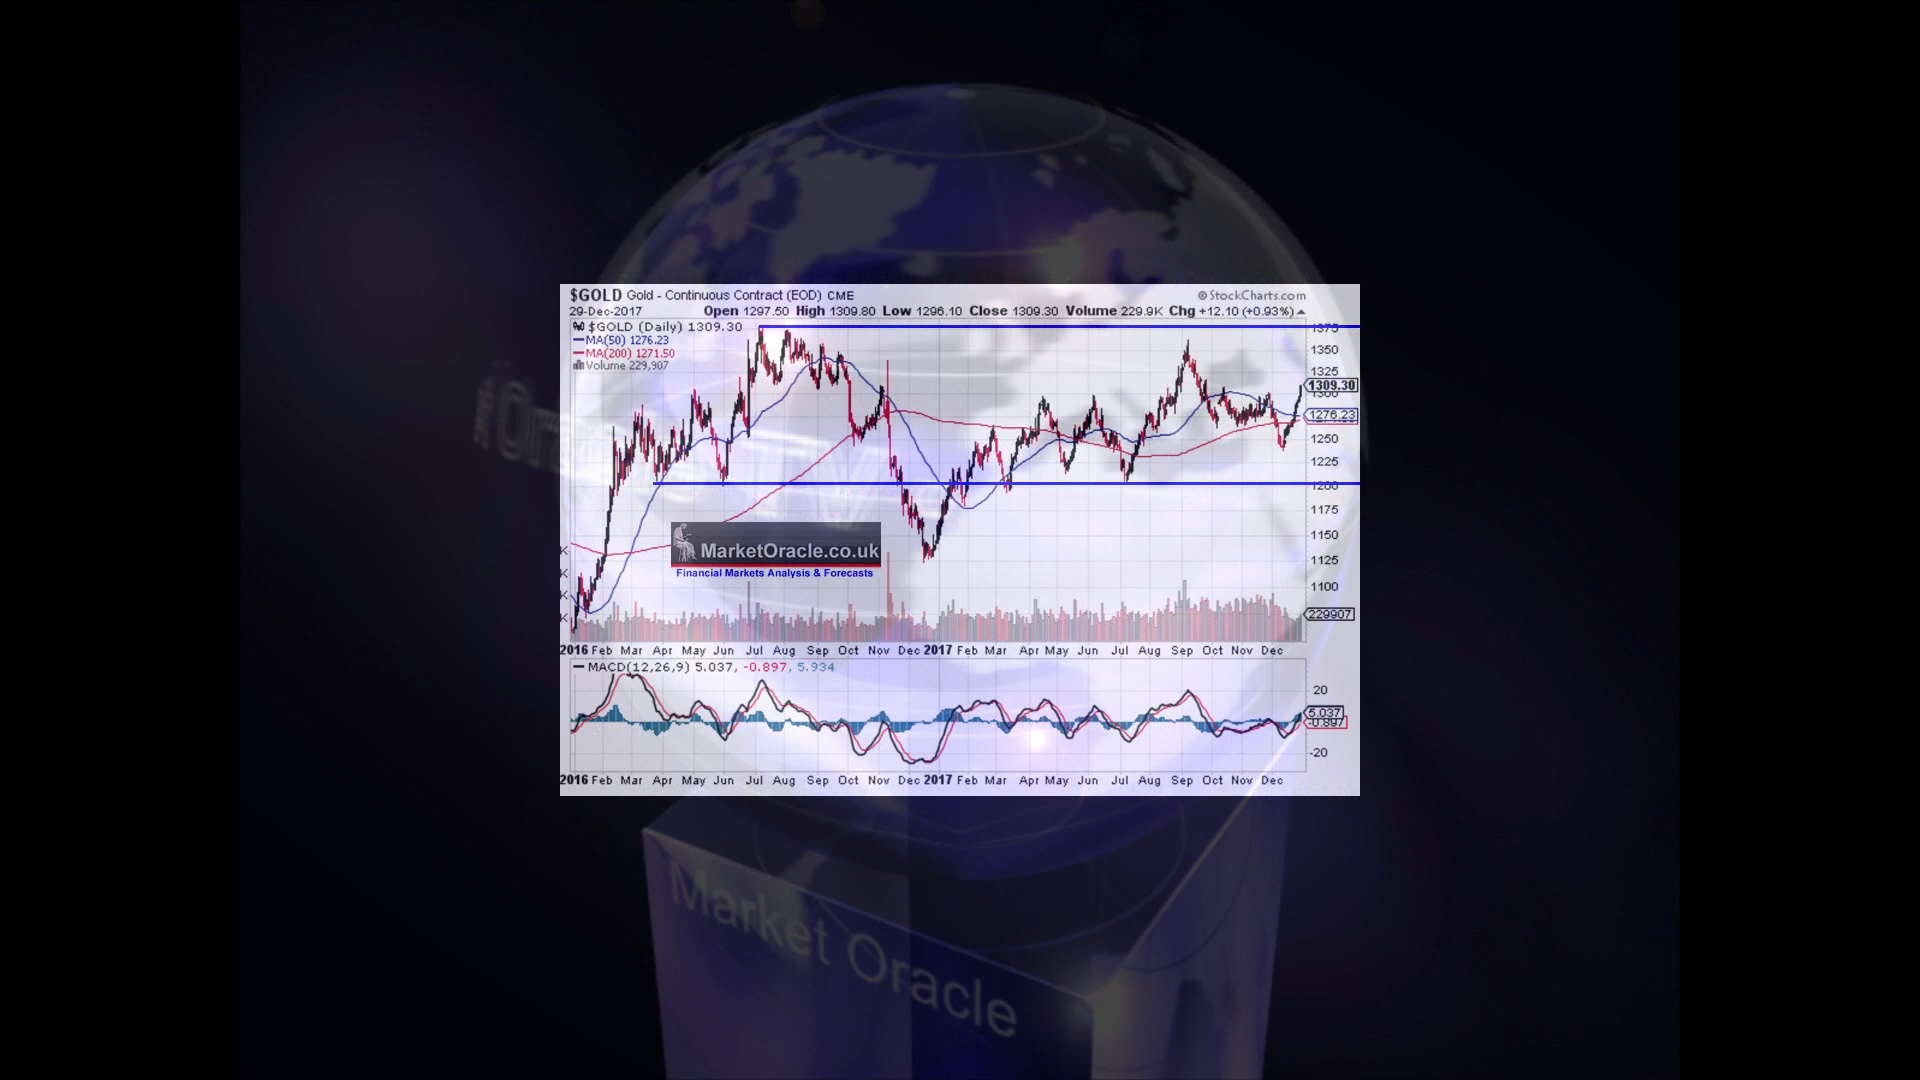 $GOLD Gold - Continuous Contract (EOD) CME
© StockCharts.com
29-Dec-2017
Open 1297.50 High 1309.80 Low 1296.10 Close 1309.30 Volume 229.9K Chg +12.10 (+0.93%)
$GOLD (Daily) 1309.30
MA(50) 1276.23
MA(200) 1271.50
Volume 229,907
1375
1350
1325
1309.30
1300
1276.23
1250
1225
1200
1175
1150
1125
1100
229907
K
K
K
K
MarketOracle.co.uk
Financial Markets Analysis & Forecasts
2016 Feb Mar Apr May Jun Jul Aug Sep Oct Nov Dec 2017 Feb Mar Apr May Jun Jul Aug Sep Oct Nov Dec
MACD(12,26,9) 5.037, -0.897, 5.934
20
5.037
-0.897
-20
2016 Feb Mar Apr May Jun Jul Aug Sep Oct Nov Dec 2017 Feb Mar Apr May Jun Jul Aug Sep Oct Nov Dec
Market Oracle